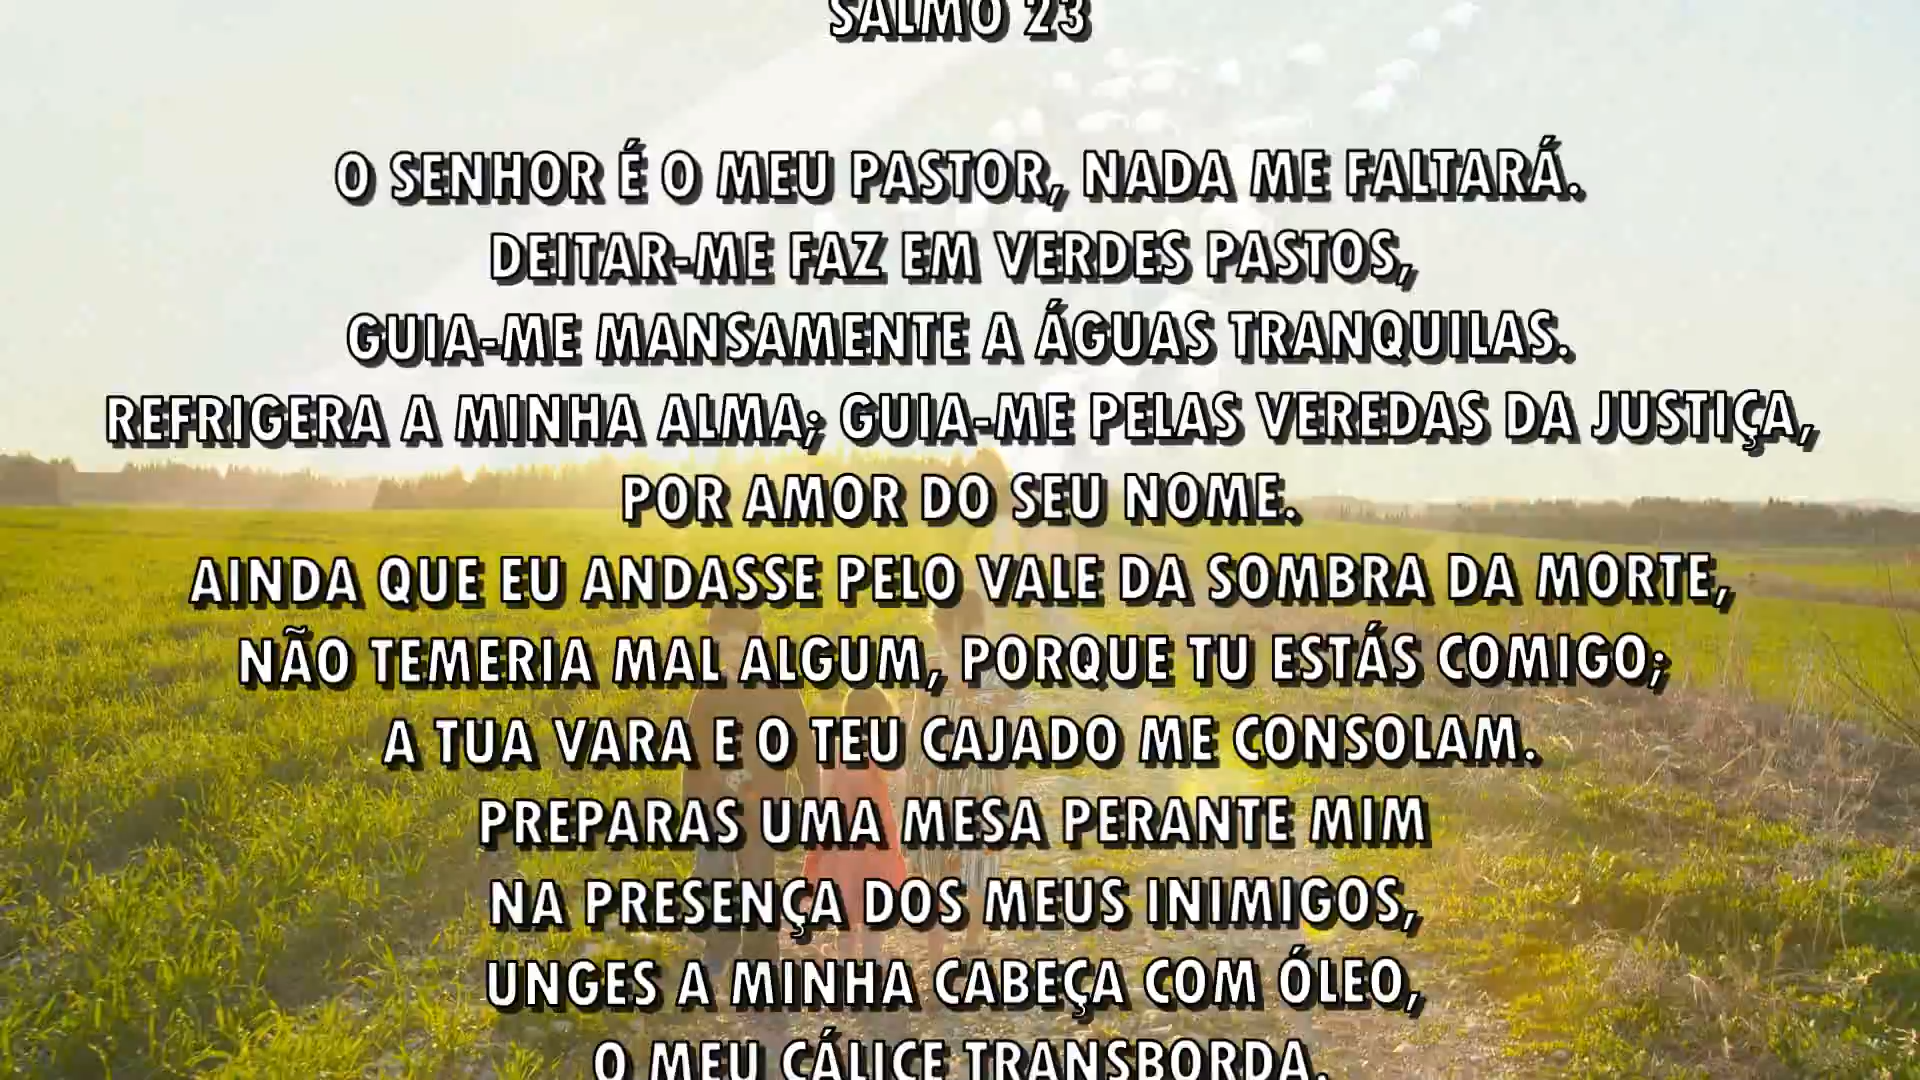 SALMO 23
O SENHOR É O MEU PASTOR, NADA ME FALTARÁ.
DEITAR-ME FAZ EM VERDES PASTOS,
GUIA-ME MANSAMENTE A ÁGUAS TRANQUILAS.
REFRIGERA A MINHA ALMA; GUIA-ME PELAS VEREDAS DA JUSTIÇA,
POR AMOR DO SEU NOME.
AINDA QUE EU ANDASSE PELO VALE DA SOMBRA DA MORTE,
NÃO TEMERIA MAL ALGUM, PORQUE TU ESTÁS COMIGO;
A TUA VARA E O TEU CAJADO ME CONSOLAM.
PREPARAS UMA MESA PERANTE MIM
NA PRESENÇA DOS MEUS INIMIGOS,
UNGES A MINHA CABEÇA COM ÓLEO,
O MEU CÁLICE TRANSBORDA.